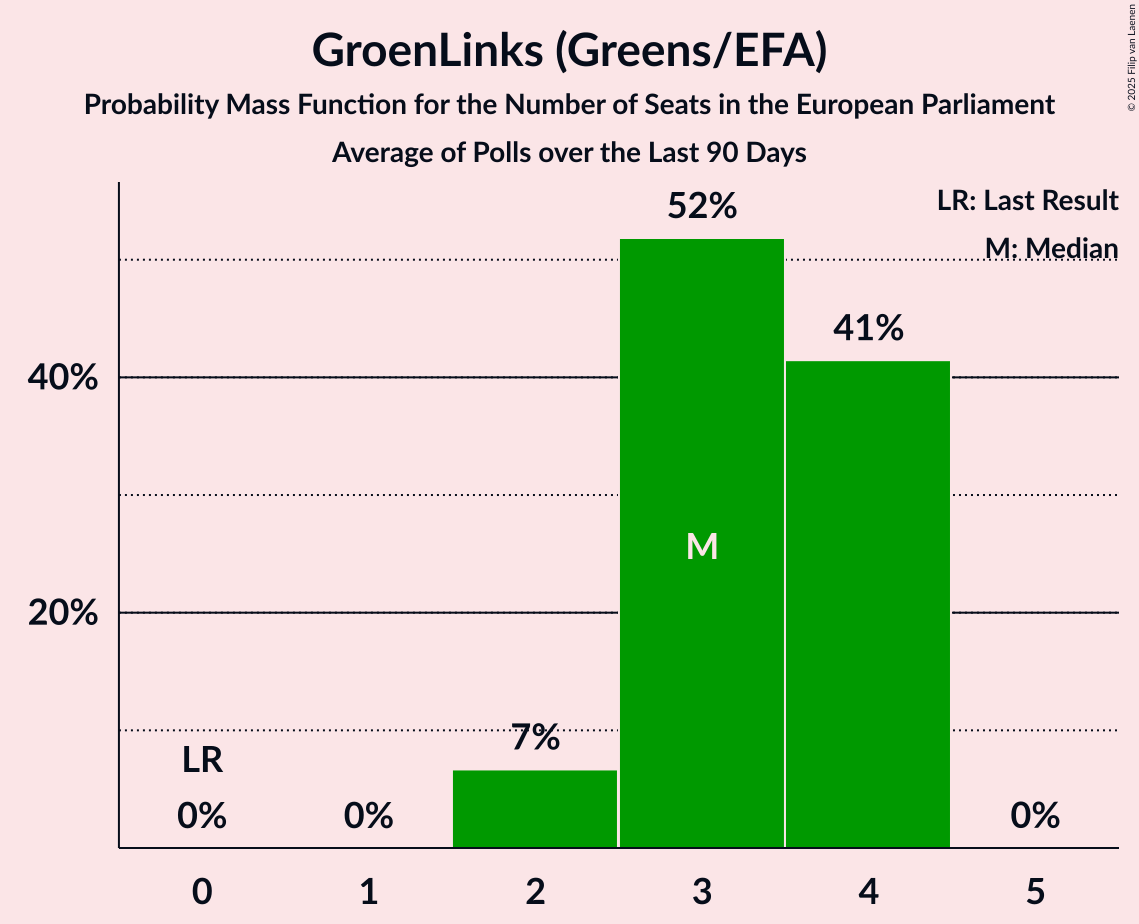 GroenLinks (Greens/EFA)
Probability Mass Function for the Number of Seats in the European Parliament
Average of Polls over the Last 90 Days
© 2025 Filip van Laenen
LR: Last Result
M: Median
52%
41%
40%
M
20%
7%
LR
0%
0%
0%
0
1
2
3
4
5